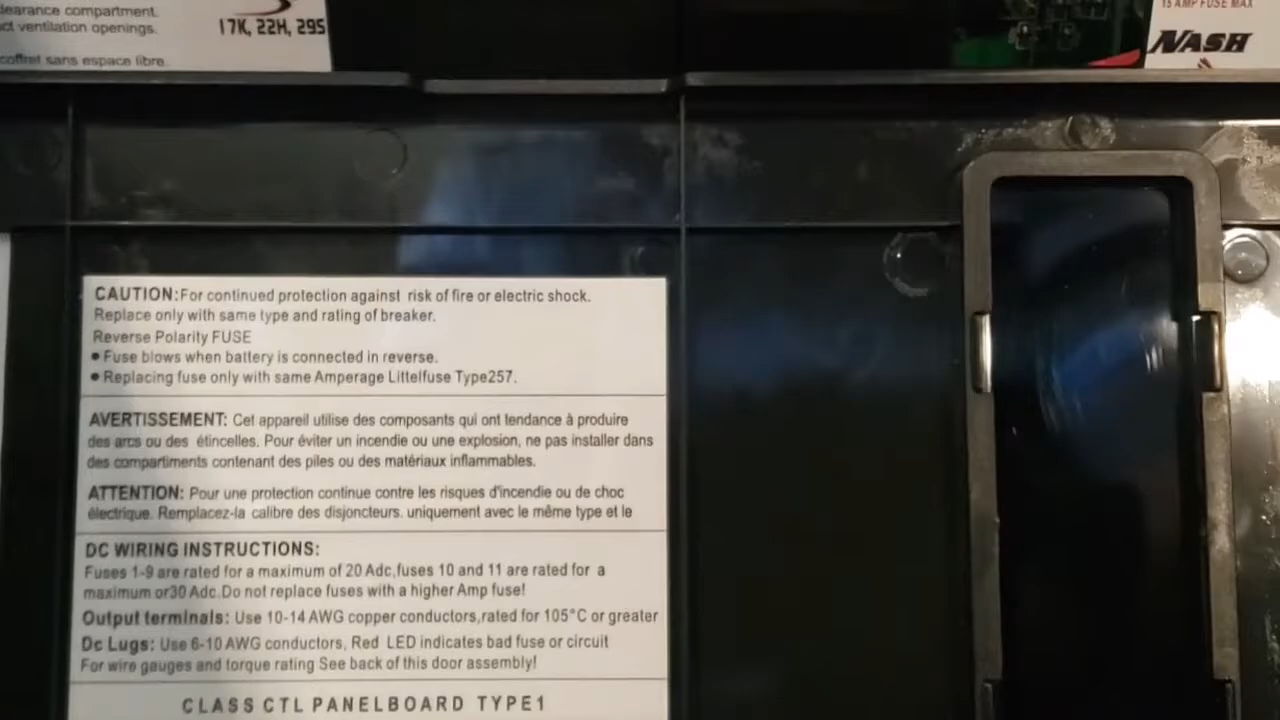 learance compartment.
ct ventilation openings.
coffret sans espace libre.
17K, 22H, 29S
15 AMP FUSE MAX
NASH
CAUTION:For continued protection against risk of fire or electric shock.
Replace only with same type and rating of breaker.
Reverse Polarity FUSE
• Fuse blows when battery is connected in reverse.
• Replacing fuse only with same Amperage Littelfuse Type257.
AVERTISSEMENT: Cet appareil utilise des composants qui ont tendance à produire
des arcs ou des étincelles. Pour éviter un incendie ou une explosion, ne pas installer dans
des compartiments contenant des piles ou des matériaux inflammables.
ATTENTION: Pour une protection continue contre les risques d'incendie ou de choc
électrique. Remplacez-la calibre des disjoncteurs. uniquement avec le même type et le
DC WIRING INSTRUCTIONS:
Fuses 1-9 are rated for a maximum of 20 Adc,fuses 10 and 11 are rated for a
maximum or30 Adc.Do not replace fuses with a higher Amp fuse!
Output terminals: Use 10-14 AWG copper conductors,rated for 105°C or greater
Dc Lugs: Use 6-10 AWG conductors, Red LED indicates bad fuse or circuit
For wire gauges and torque rating See back of this door assembly!
CLASS CTL PANELBOARD TYPE1